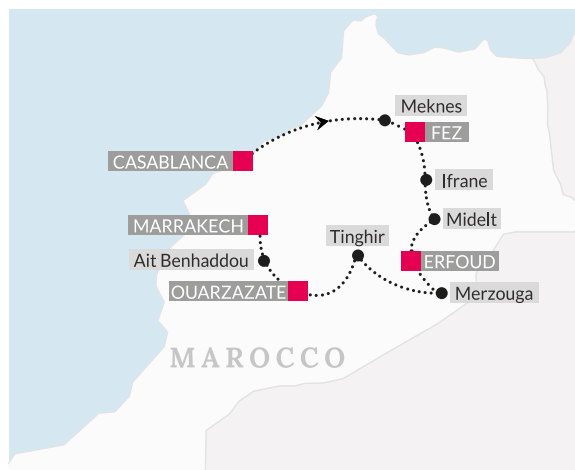 Meknes
FEZ
CASABLANCA
Ifrane
Midelt
MARRAKECH
Tinghir
Ait Benhaddou
ERFOUD
OUARZAZATE
Merzouga
MAROCCO